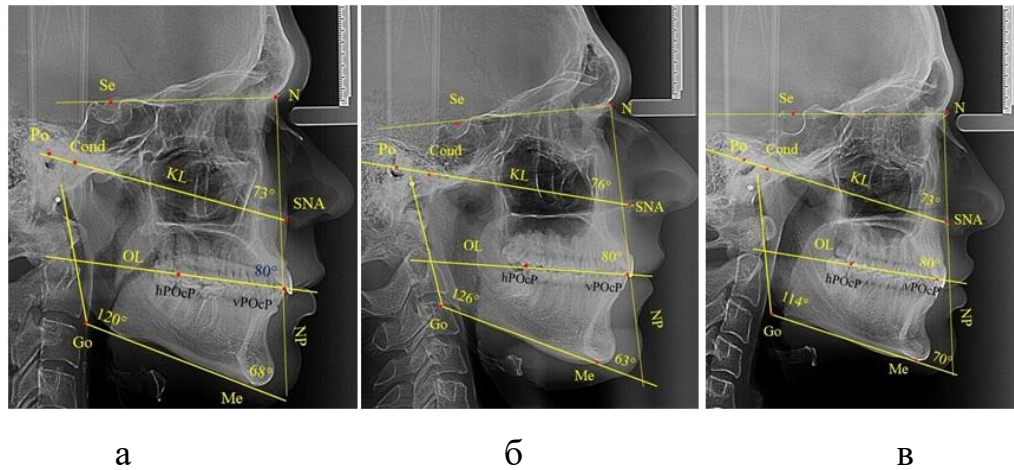 Se
N
Po
Cond
KL
73°
SNA
OL
80°
hPOcP
vPOcP
120°
Go
NP
68°
Me
Se
N
Po
Cond
KL
76°
SNA
OL
80°
hPOcP
vPOcP
126°
Go
NP
63°
Me
Se
N
Po
Cond
KL
73°
SNA
OL
80°
hPOcP
vPOcP
114°
Go
NP
70°
Me
а
б
в